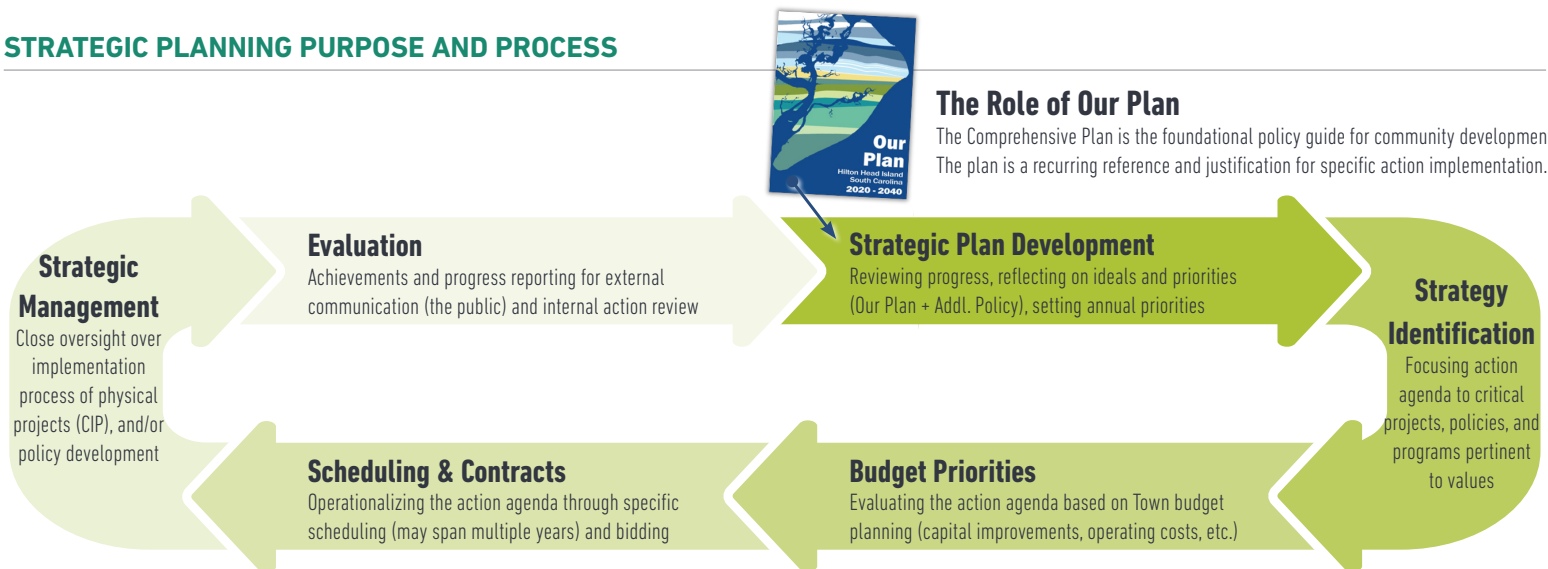 STRATEGIC PLANNING PURPOSE AND PROCESS
Our
Plan
Hilton Head Island
South Carolina
2020 - 2040
The Role of Our Plan
The Comprehensive Plan is the foundational policy guide for community developmen
The plan is a recurring reference and justification for specific action implementation.
Strategic
Management
Close oversight over
implementation
process of physical
projects (CIP), and/or
policy development
Evaluation
Achievements and progress reporting for external
communication (the public) and internal action review
Strategic Plan Development
Reviewing progress, reflecting on ideals and priorities
(Our Plan + Addl. Policy), setting annual priorities
Strategy
Identification
Focusing action
agenda to critical
projects, policies, and
programs pertinent
to values
Budget Priorities
Evaluating the action agenda based on Town budget
planning (capital improvements, operating costs, etc.)
Scheduling & Contracts
Operationalizing the action agenda through specific
scheduling (may span multiple years) and bidding